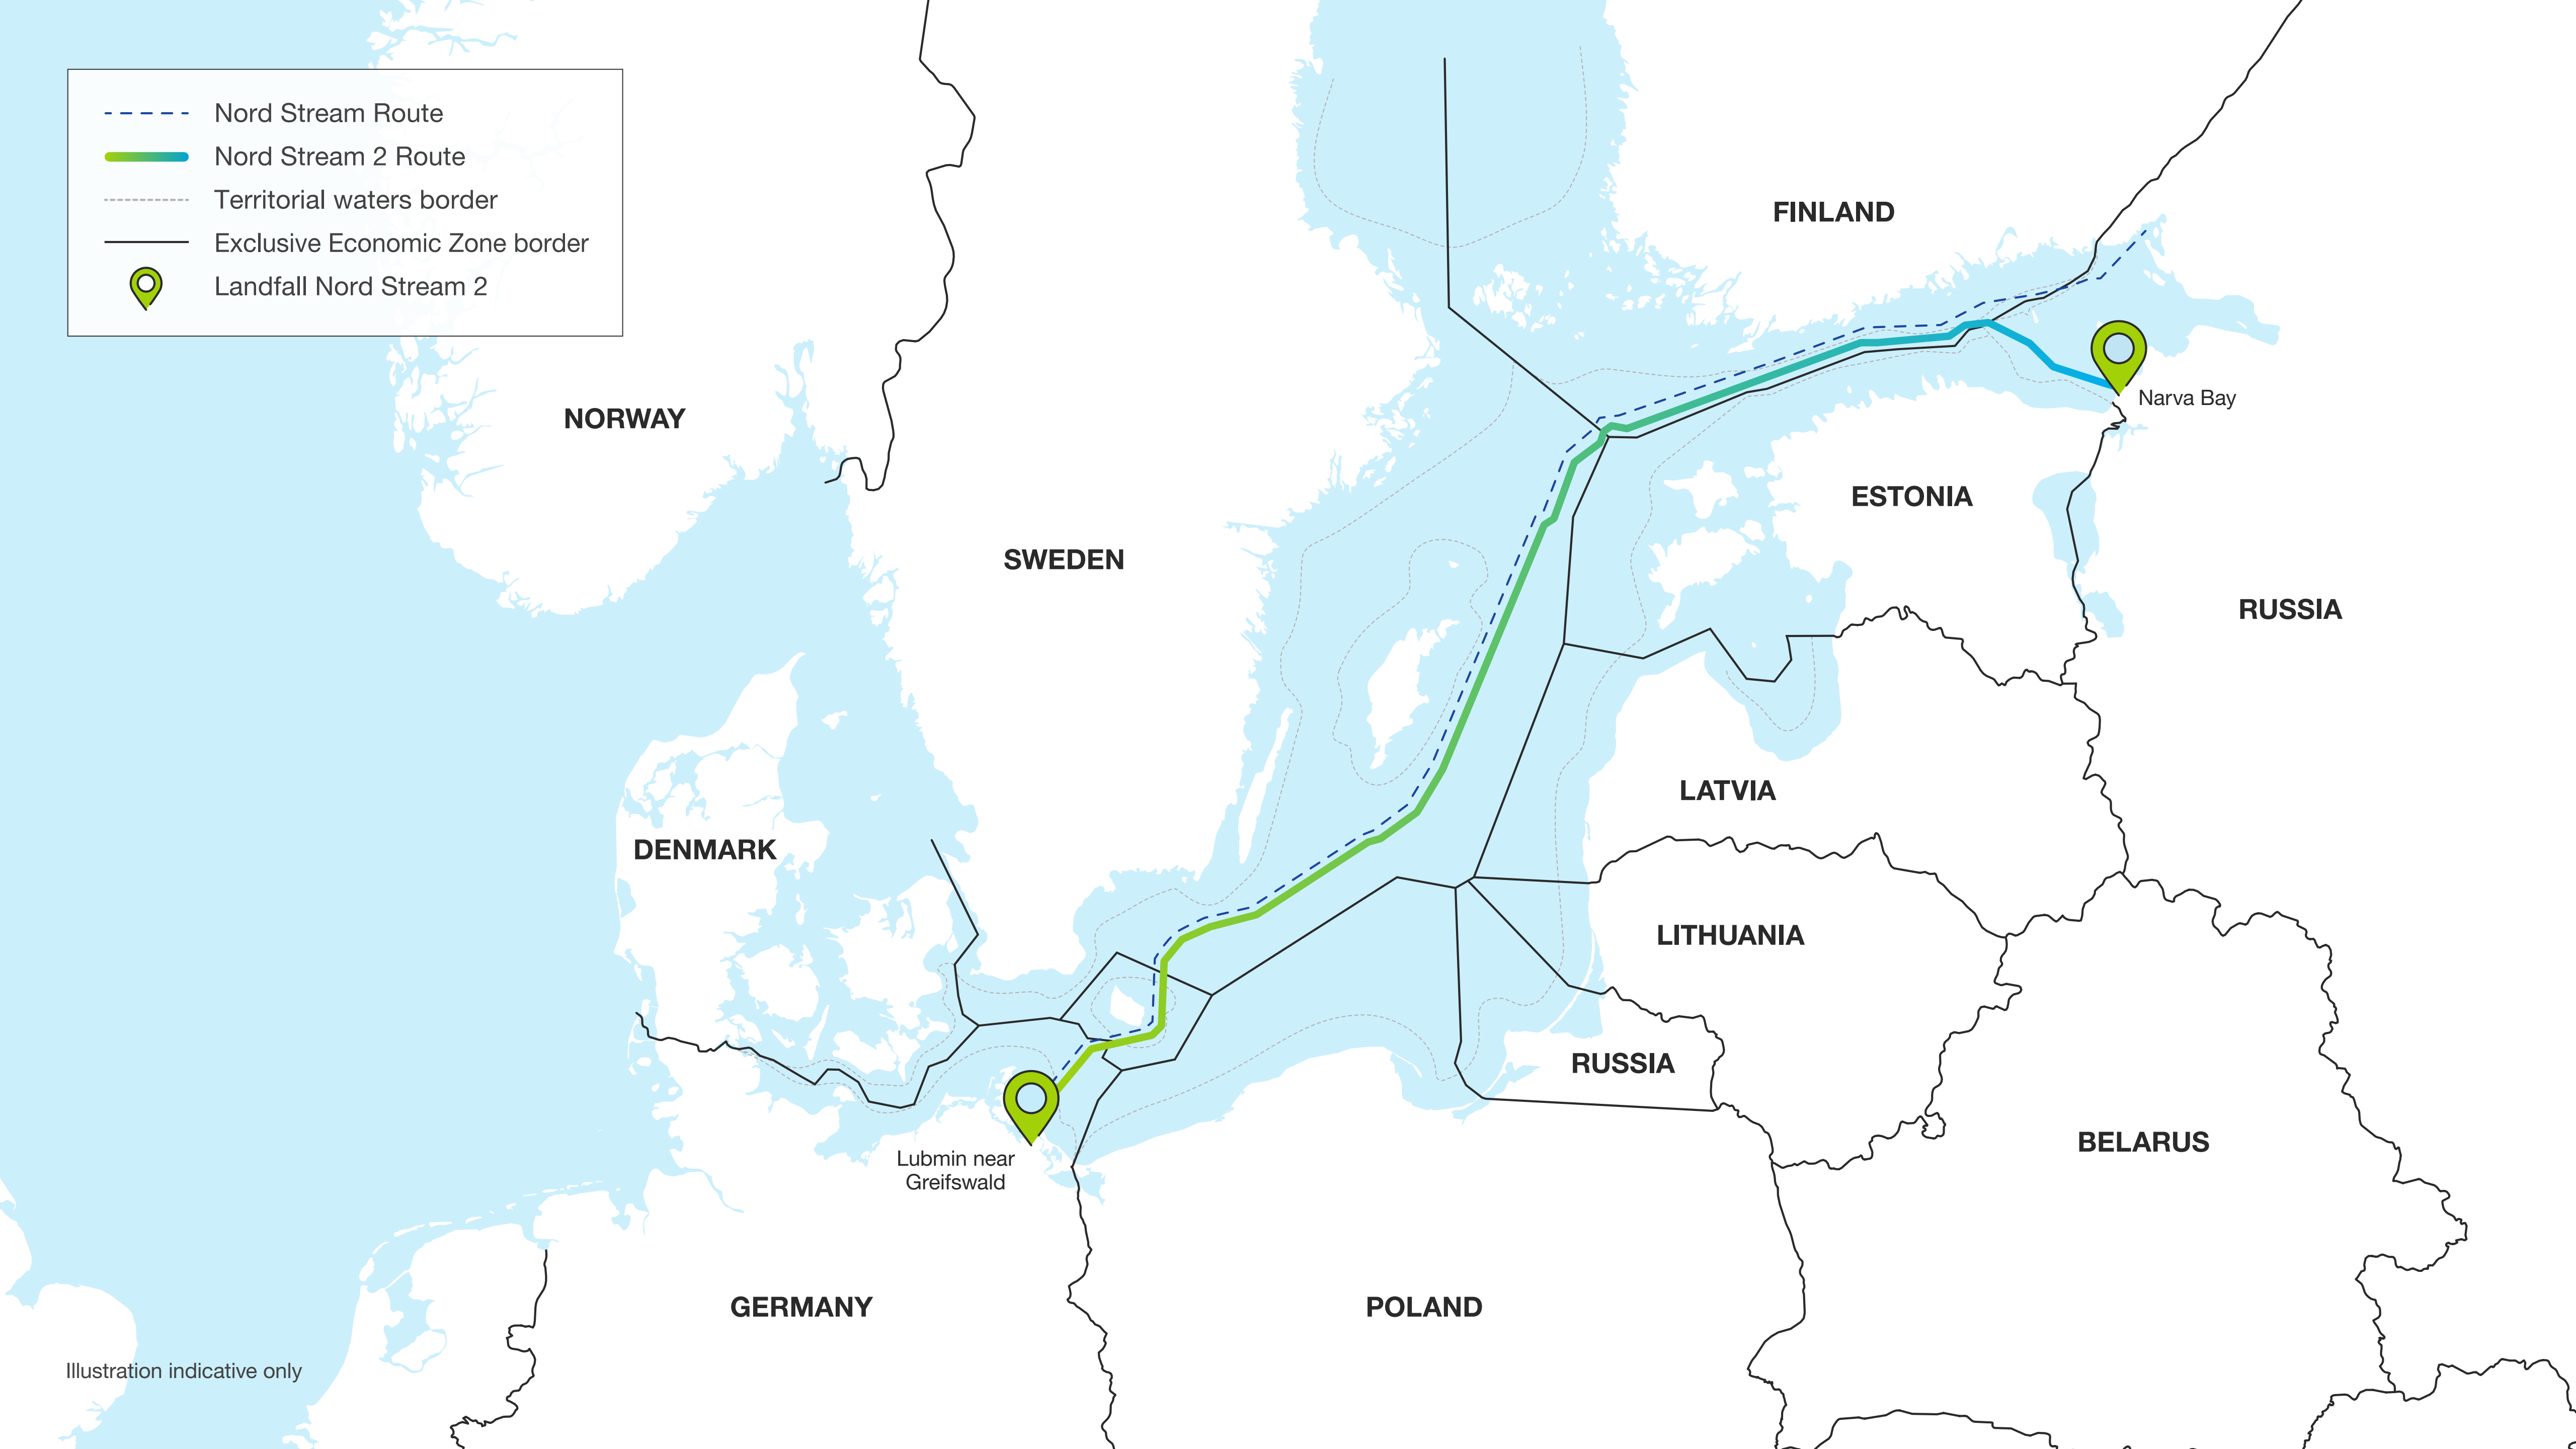 Nord Stream Route
Nord Stream 2 Route
Territorial waters border
Exclusive Economic Zone border
Landfall Nord Stream 2
FINLAND
NORWAY
Narva Bay
ESTONIA
SWEDEN
RUSSIA
LATVIA
DENMARK
LITHUANIA
RUSSIA
BELARUS
Lubmin near
Greifswald
GERMANY
POLAND
Illustration indicative only